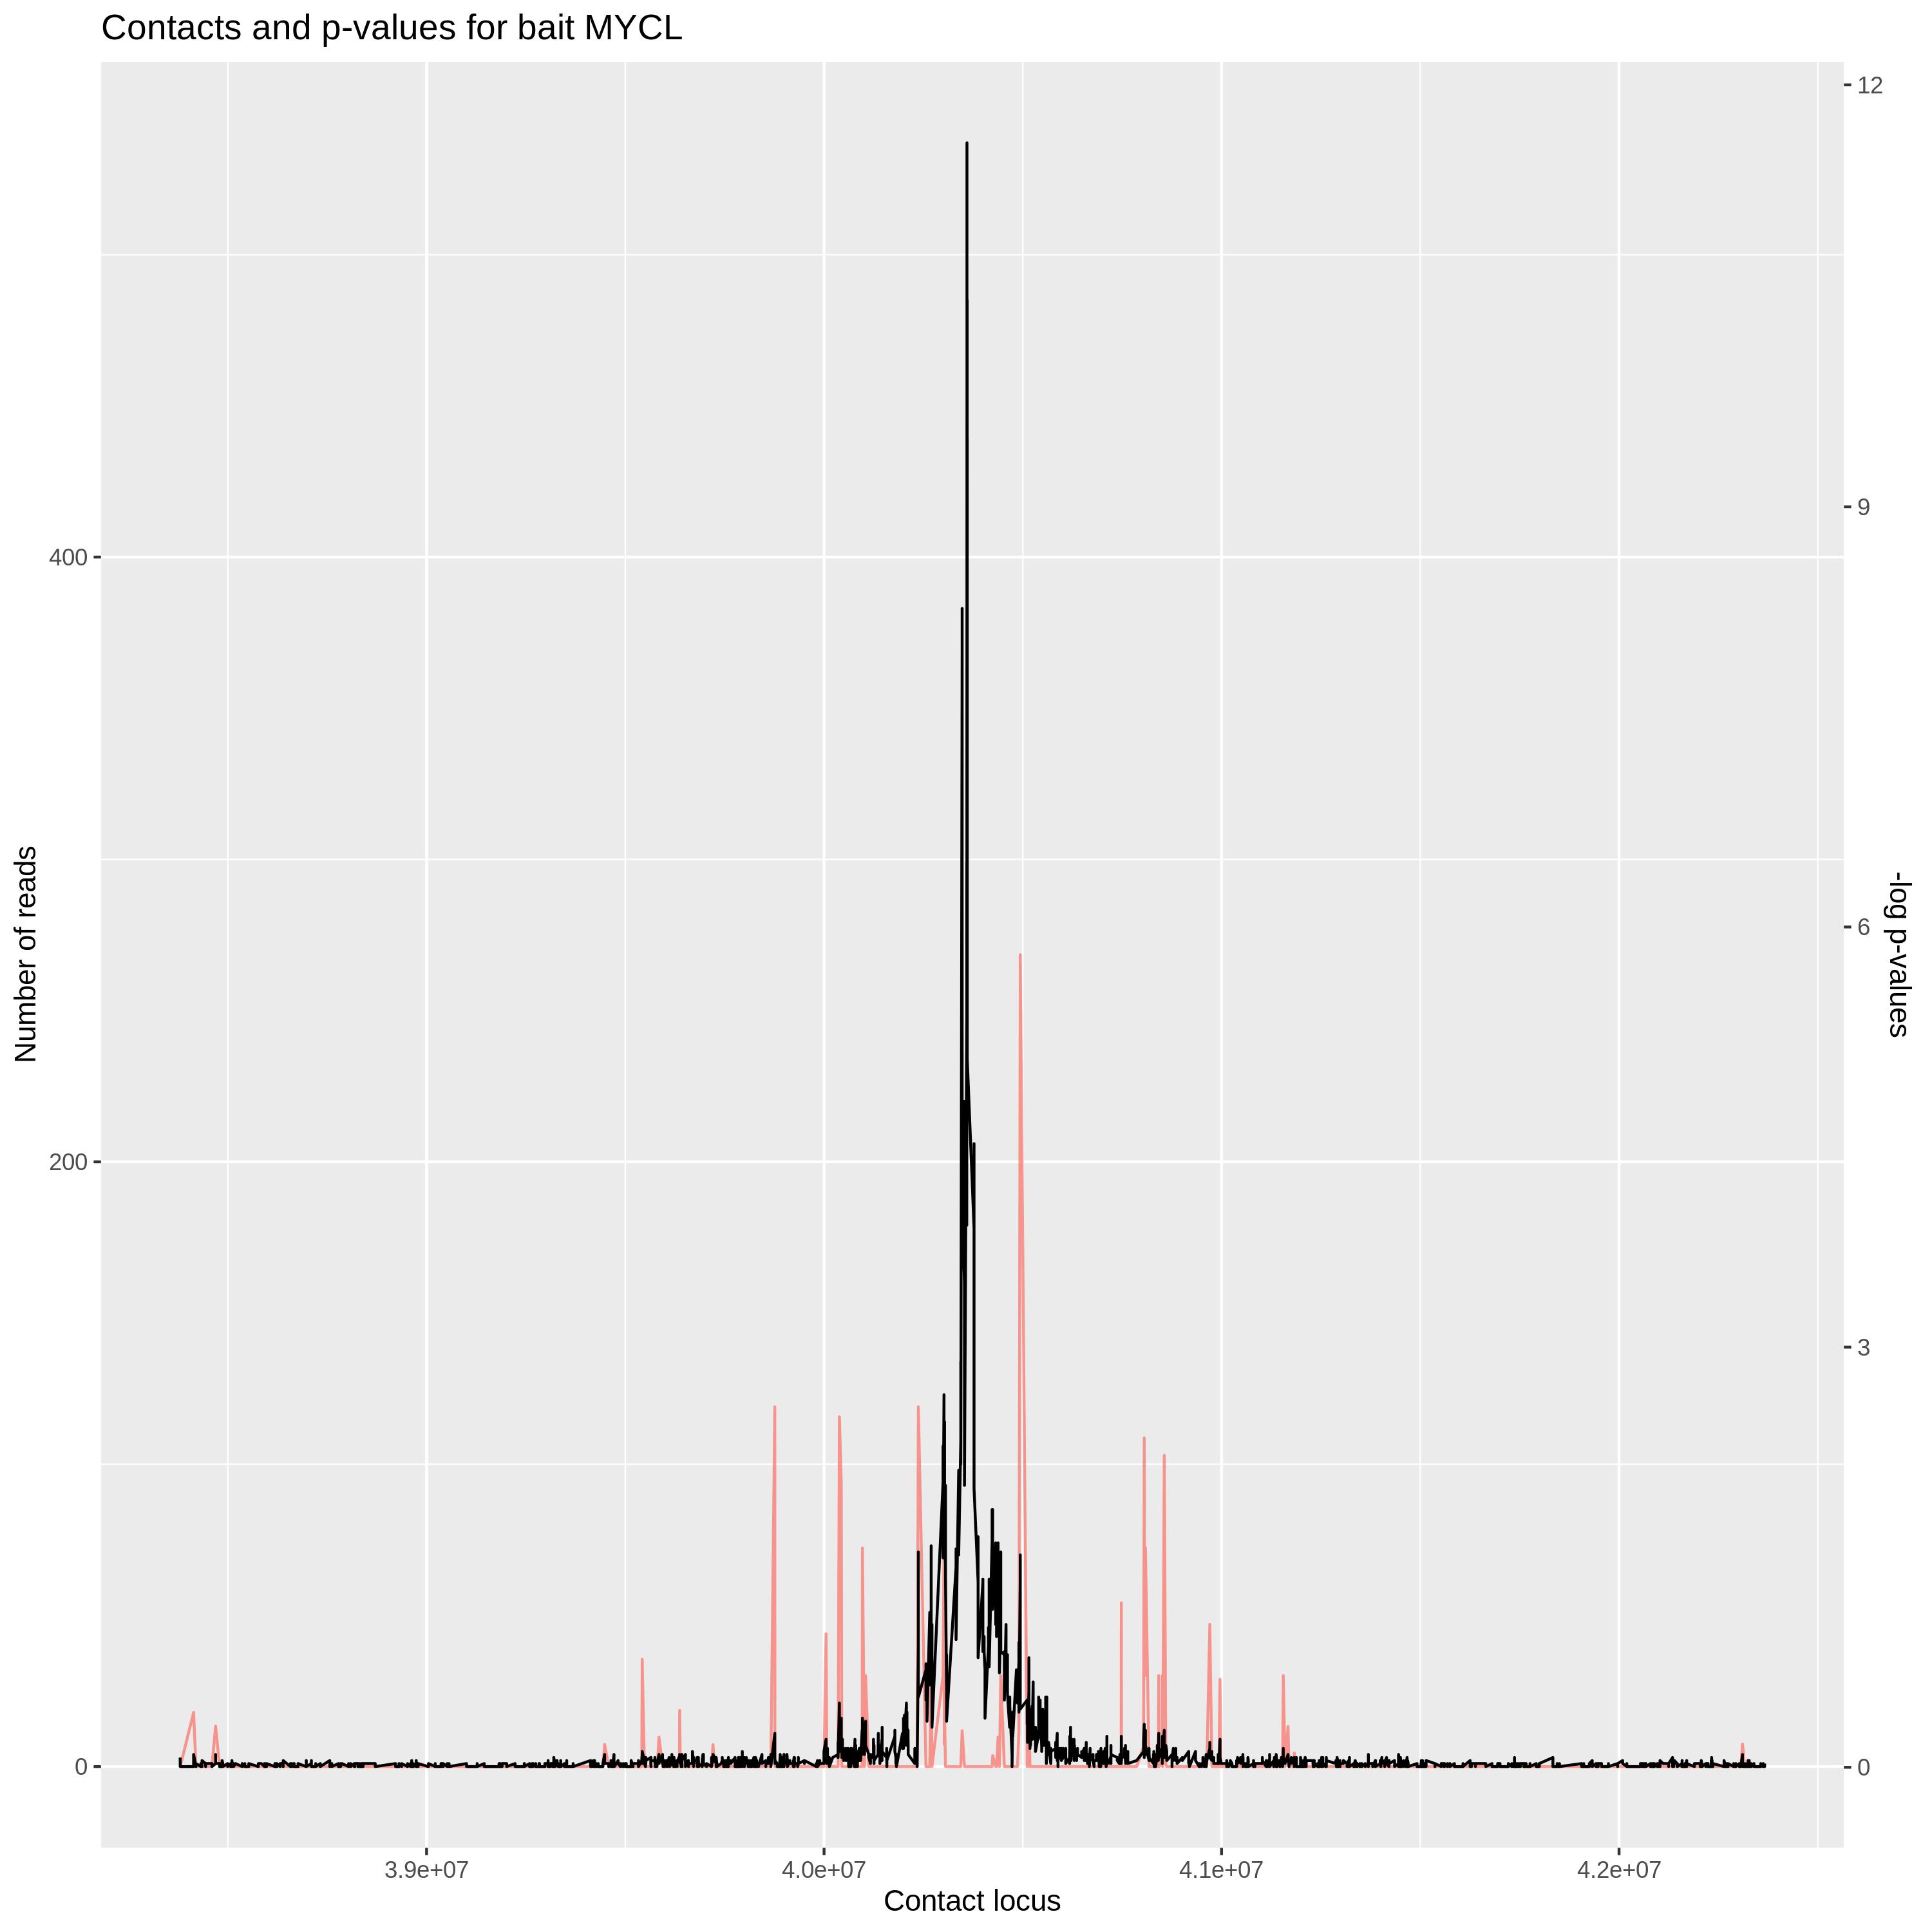 Contacts and p-values for bait MYCL
12
9
400
6
Number of reads
-log p-values
200
3
0
0
3.9e+07
4.0e+07
4.1e+07
4.2e+07
Contact locus